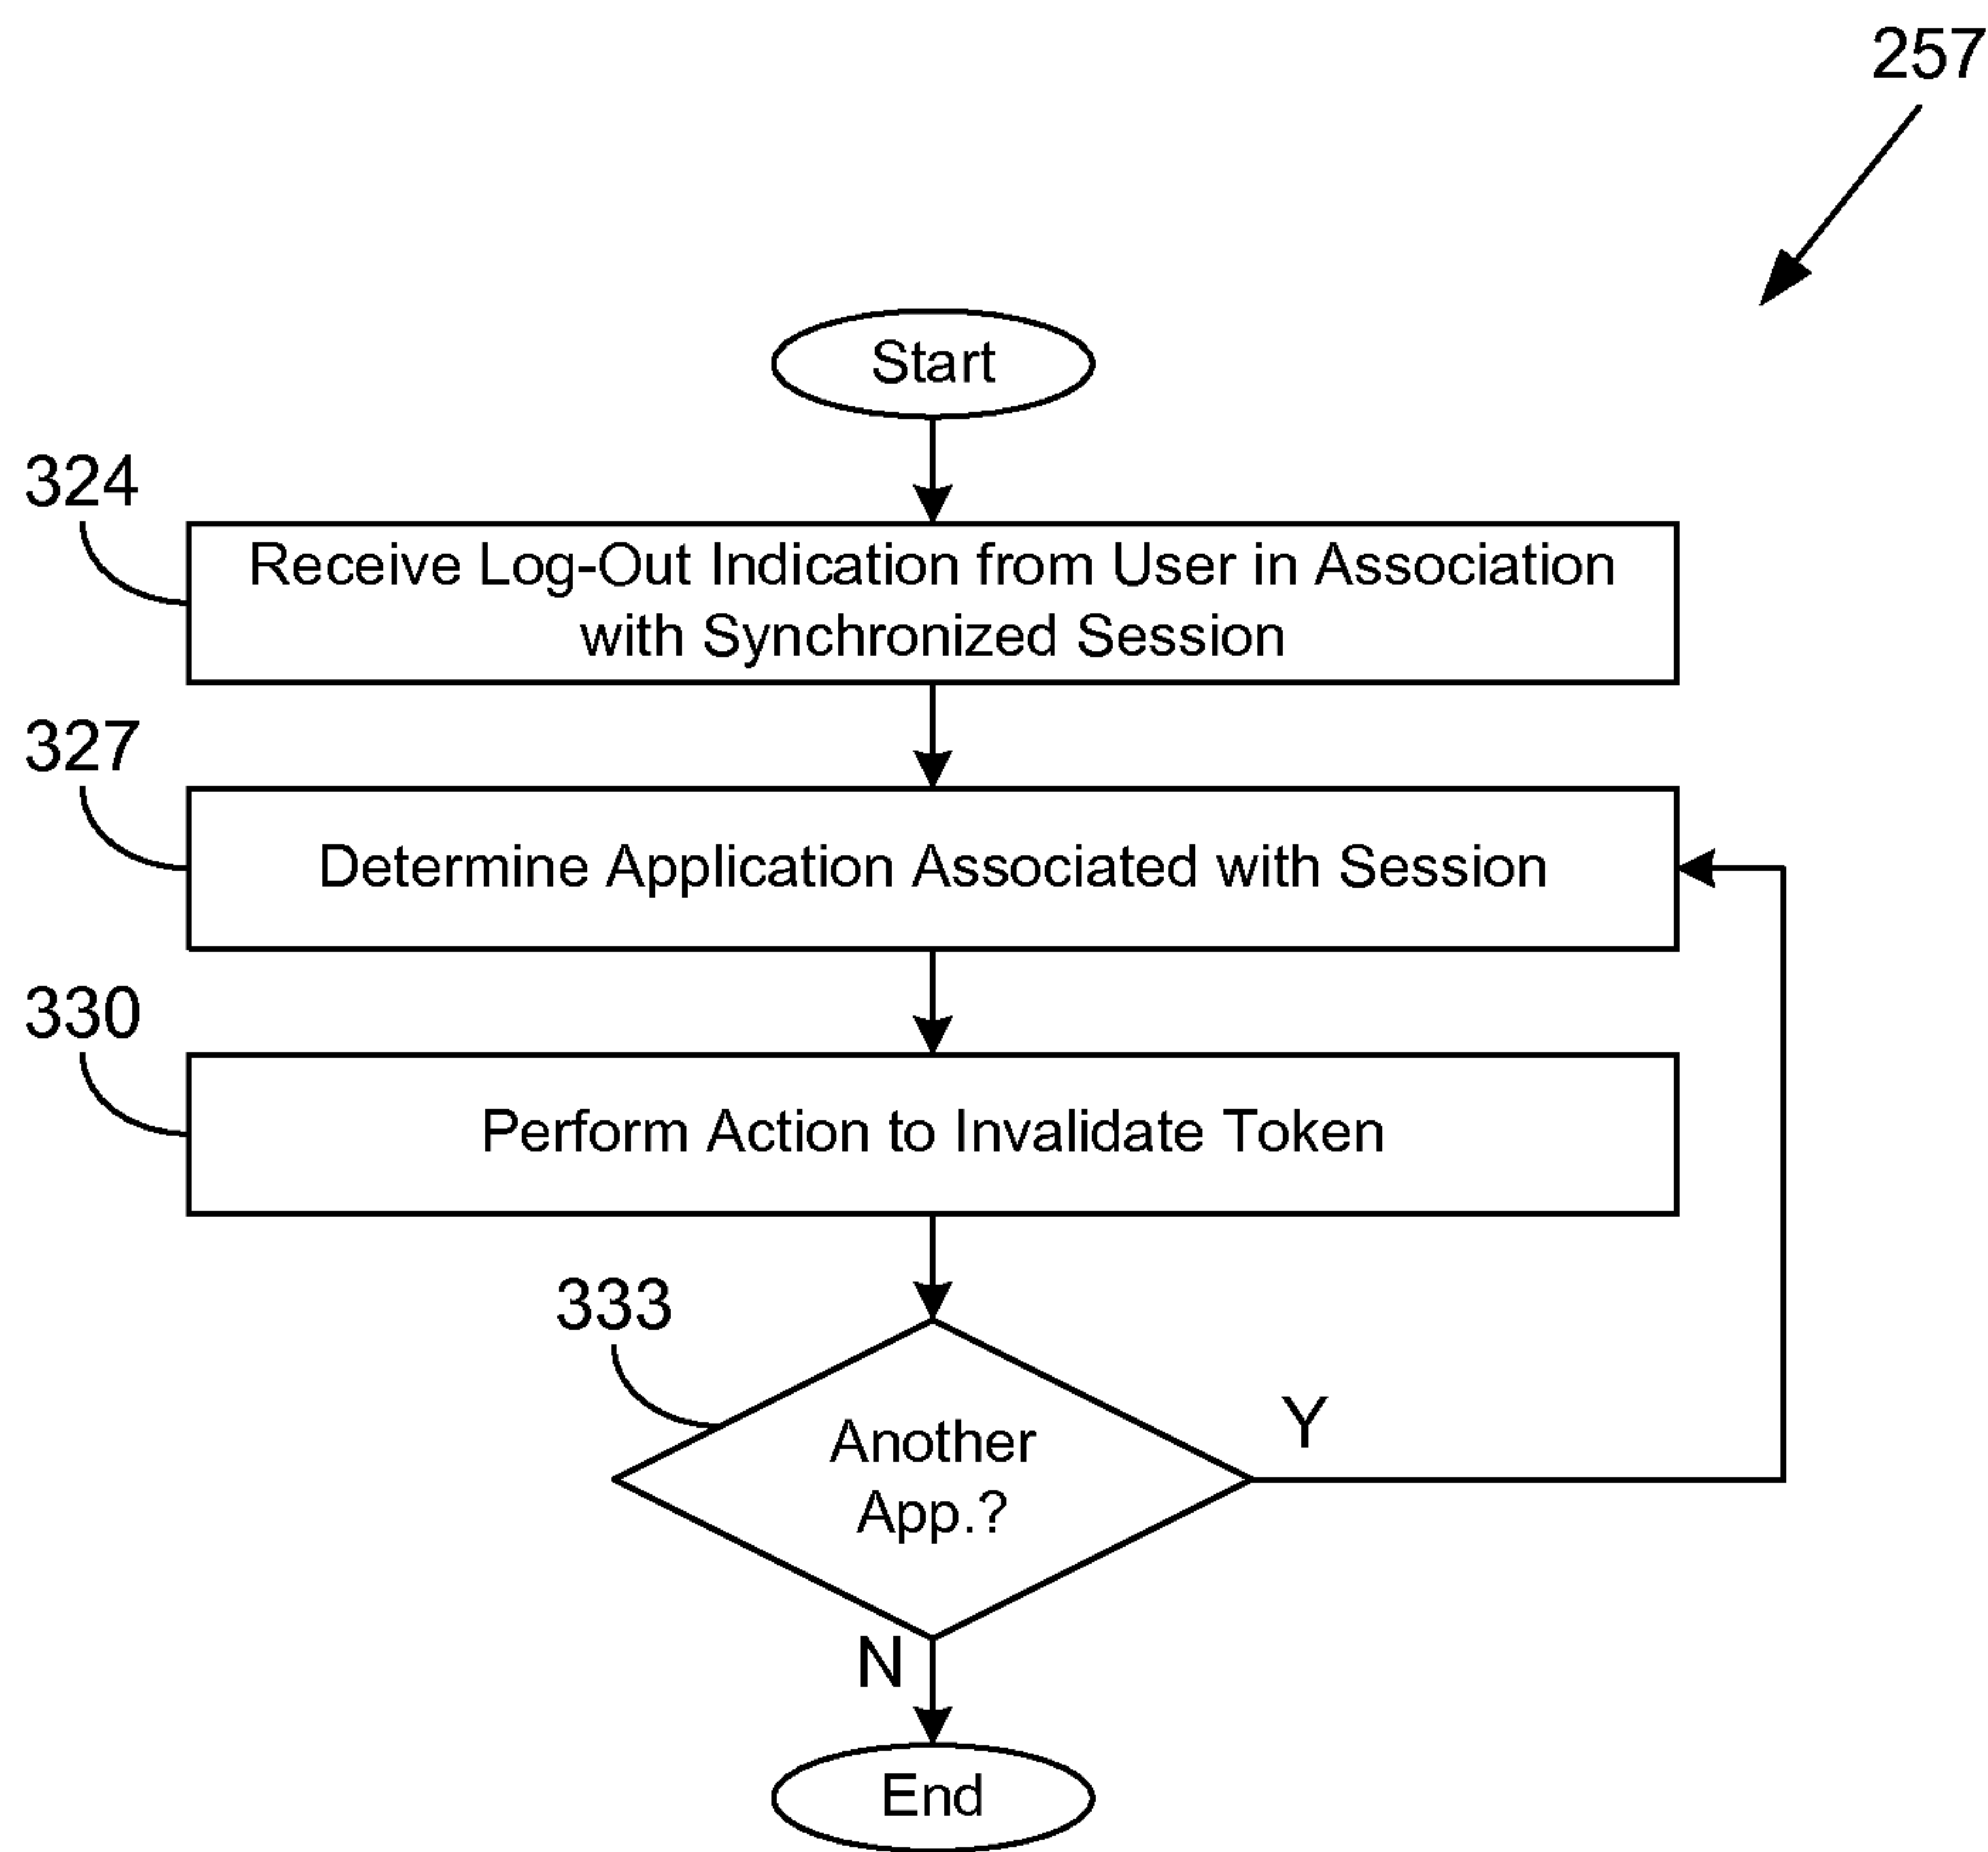 257
Start
324
Receive Log-Out Indication from User in Association
with Synchronized Session
327
Determine Application Associated with Session
330
Perform Action to Invalidate Token
333
Another
App.?
Y
N
End